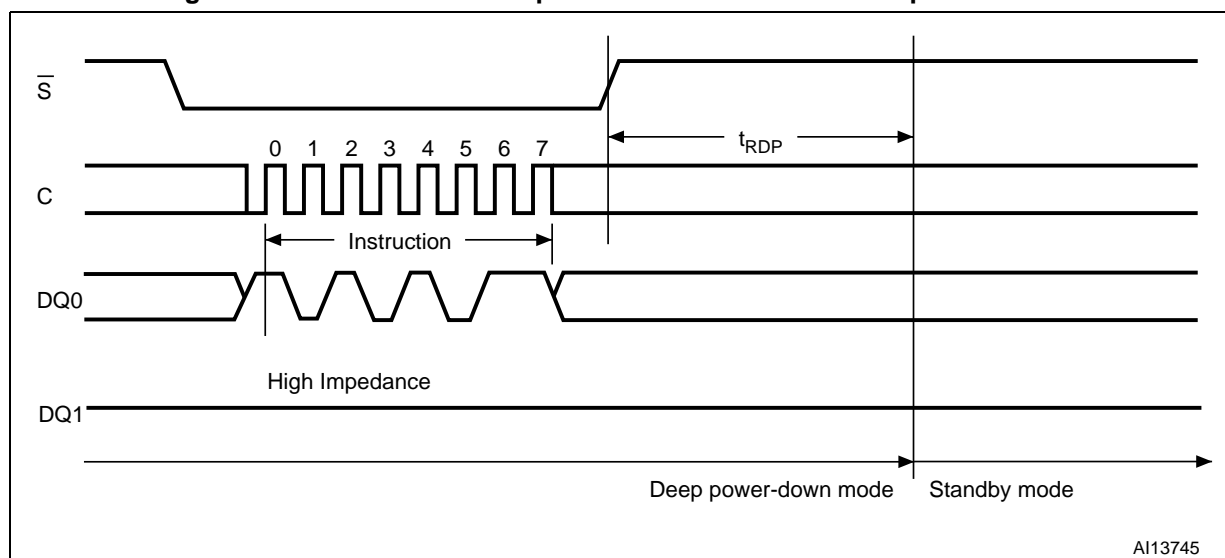 S
0 1 2 3 4 5 6 7
tRDP
C
Instruction
DQ0
High Impedance
DQ1
Deep power-down mode Standby mode
AI13745